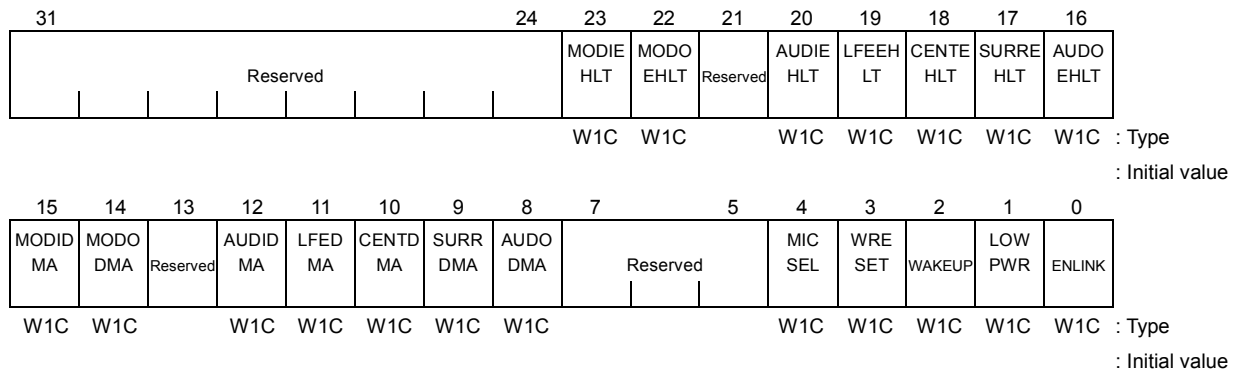 31 24 23 22 21 20 19 18 17 16
MODIE MODO AUDIE LFEEH CENTE SURRE AUDO
Reserved HLT EHLT Reserved HLT LT HLT HLT EHLT
W1C W1C W1C W1C W1C W1C W1C : Type
: Initial value
15 14 13 12 11 10 9 8 7 5 4 3 2 1 0
MODID MODO AUDID LFED CENTD SURR AUDO MIC WRE LOW
MA DMA Reserved MA MA MA DMA DMA Reserved SEL SET WAKEUP PWR ENLINK
W1C W1C W1C W1C W1C W1C W1C W1C W1C W1C W1C W1C : Type
: Initial value